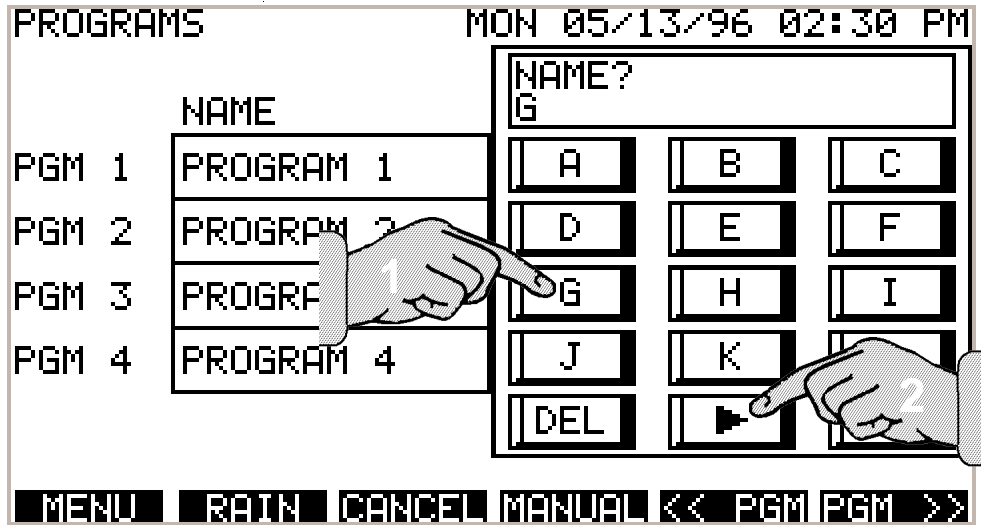 PROGRAMS MON 05/13/96 02:30 PM
NAME?
G
NAME
PGM 1 PROGRAM 1 A B C
PGM 2 D E F
PGM 3 1 G H I
PGM 4 PROGRAM 4 J K
2
DEL ▶
MENU RAIN CANCEL MANUAL << PGM PGM >>